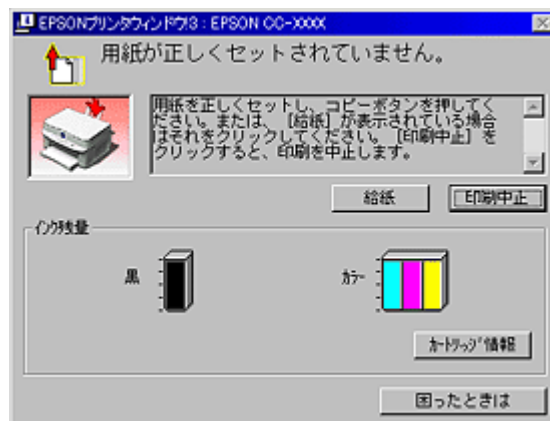 EPSONプリンタウィンドウ!3 : EPSON CC-XXXX
用紙が正しくセットされていません。
用紙を正しくセットし、コピーボタンを押してく
ださい。または、［給紙］が表示されている場合
はそれをクリックしてください。［印刷中止］を
クリックすると、印刷を中止します。
給紙
印刷中止
インク残量
黒
カラー
カートリッジ情報
困ったときは